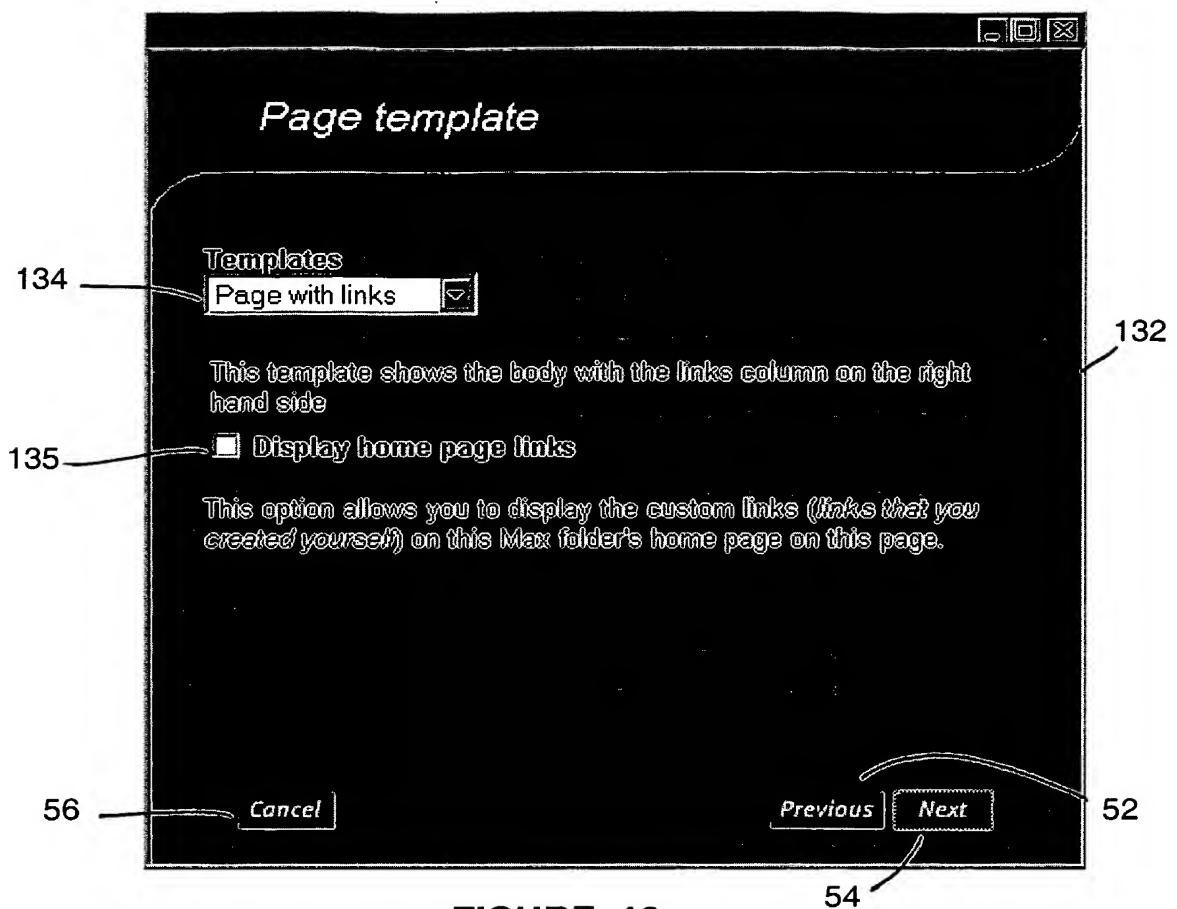 Page template
Templates
134
Page with links
132
This template shows the body with the links column on the right
hand side
135
Display home page links
This option allows you to display the custom links (links that you
created yourself) on this Max folder's home page on this page.
56
Cancel
Previous
Next
52
54